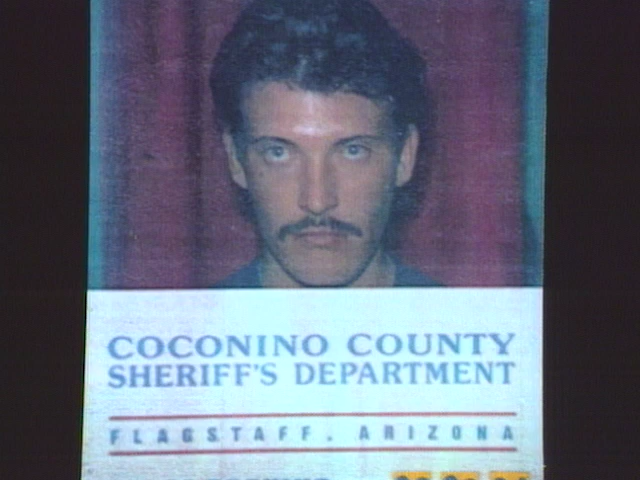 COCONINO COUNTY
SHERIFF'S DEPARTMENT
FLAGSTAFF, ARIZONA